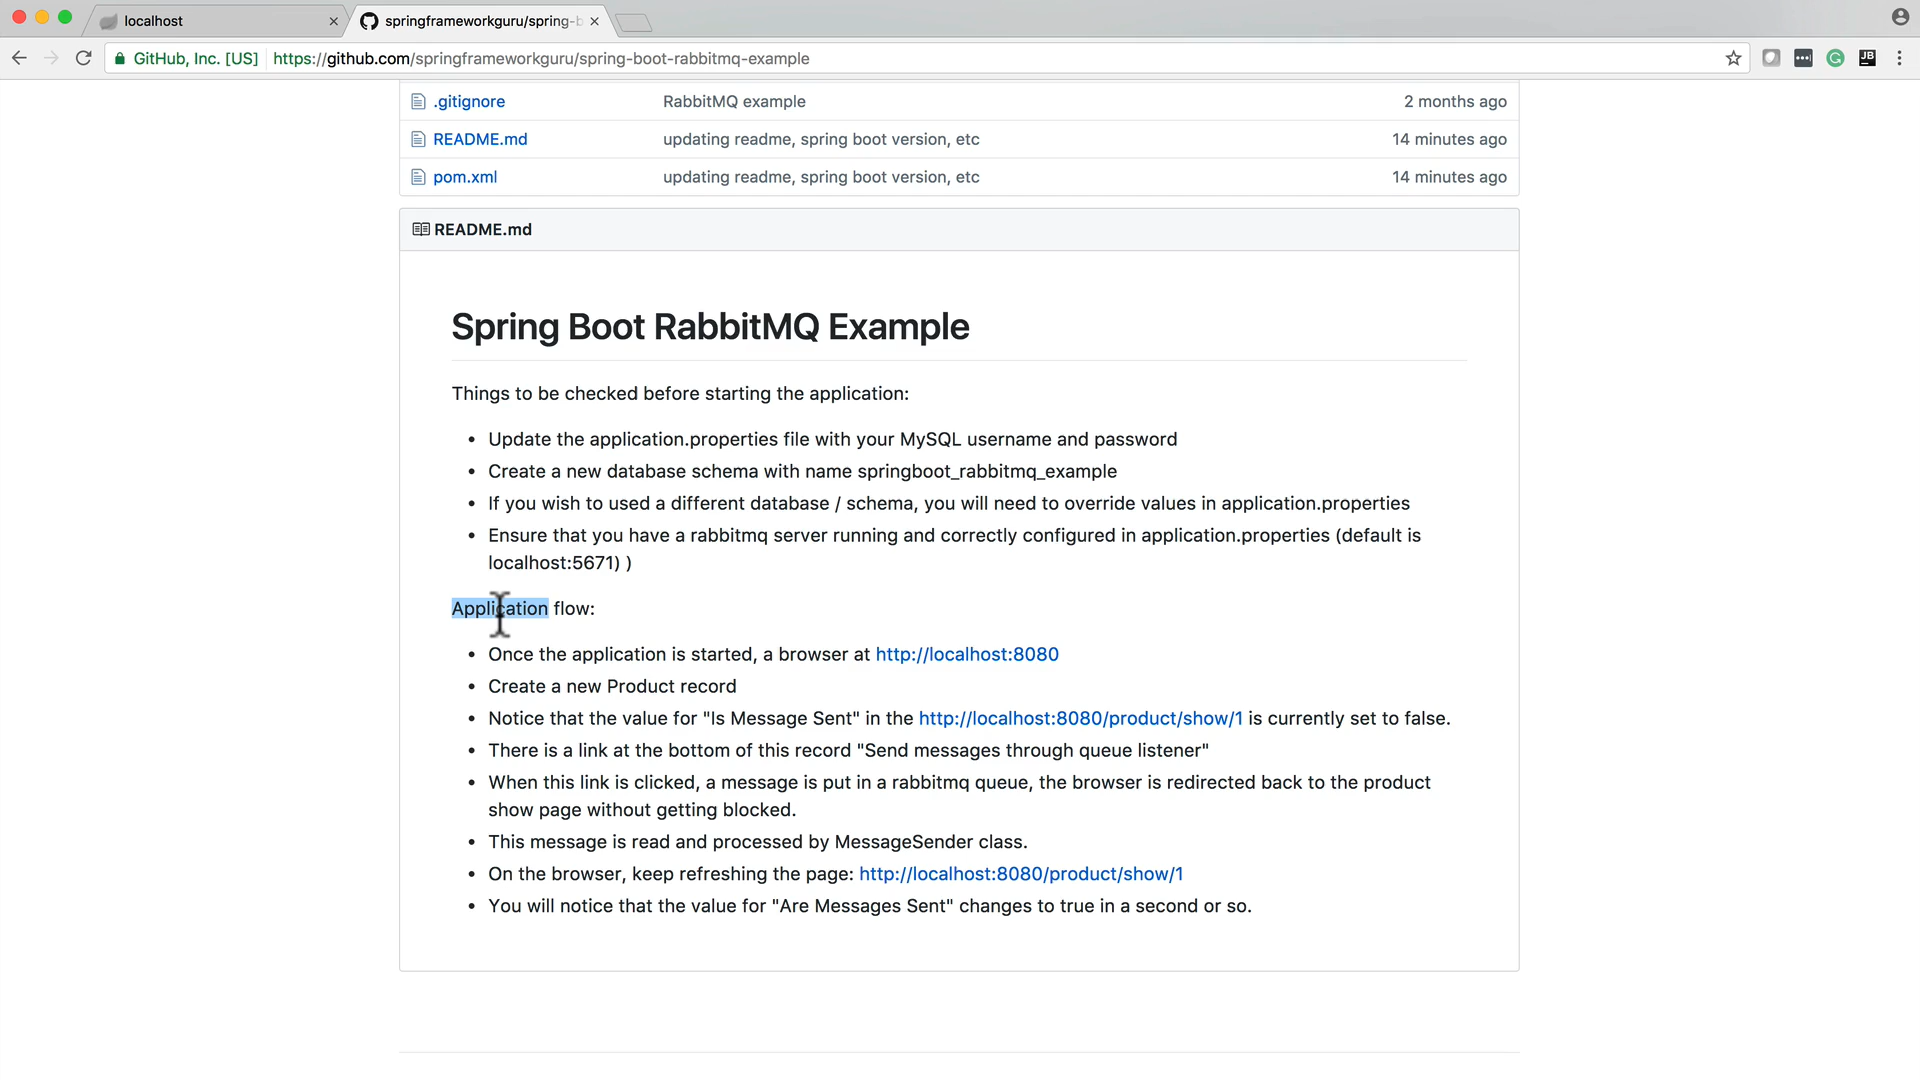 localhost
springframeworkguru/spring-b
GitHub, Inc. [US] https://github.com/springframeworkguru/spring-boot-rabbitmq-example
JB
.gitignore RabbitMQ example 2 months ago
README.md updating readme, spring boot version, etc 14 minutes ago
pom.xml updating readme, spring boot version, etc 14 minutes ago
README.md
Spring Boot RabbitMQ Example
Things to be checked before starting the application:
• Update the application.properties file with your MySQL username and password
• Create a new database schema with name springboot_rabbitmq_example
• If you wish to used a different database / schema, you will need to override values in application.properties
• Ensure that you have a rabbitmq server running and correctly configured in application.properties (default is
localhost:5671) )
Application flow:
• Once the application is started, a browser at http://localhost:8080
• Create a new Product record
• Notice that the value for "Is Message Sent" in the http://localhost:8080/product/show/1 is currently set to false.
• There is a link at the bottom of this record "Send messages through queue listener"
• When this link is clicked, a message is put in a rabbitmq queue, the browser is redirected back to the product
show page without getting blocked.
• This message is read and processed by MessageSender class.
• On the browser, keep refreshing the page: http://localhost:8080/product/show/1
• You will notice that the value for "Are Messages Sent" changes to true in a second or so.